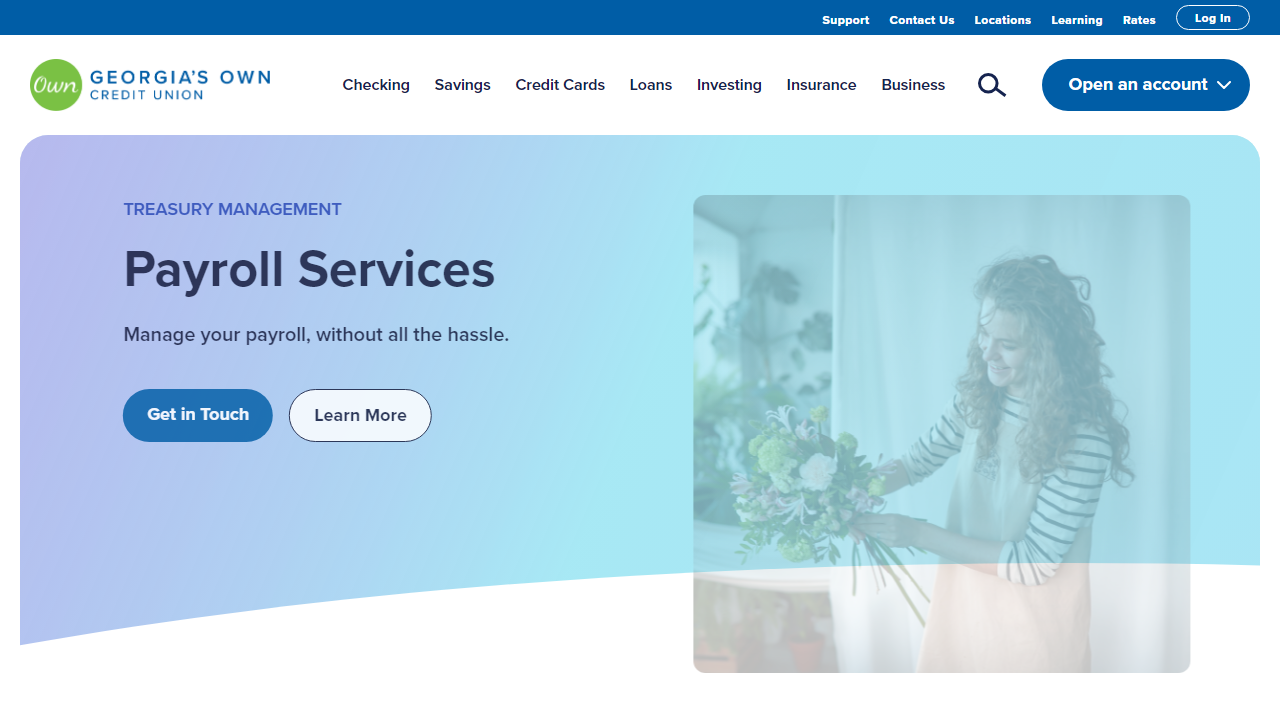 Support Contact Us Locations Learning Rates Log In
Own GEORGIA'S OWN
CREDIT UNION
Checking Savings Credit Cards Loans Investing Insurance Business Open an account
TREASURY MANAGEMENT
Payroll Services
Manage your payroll, without all the hassle.
Get in Touch Learn More